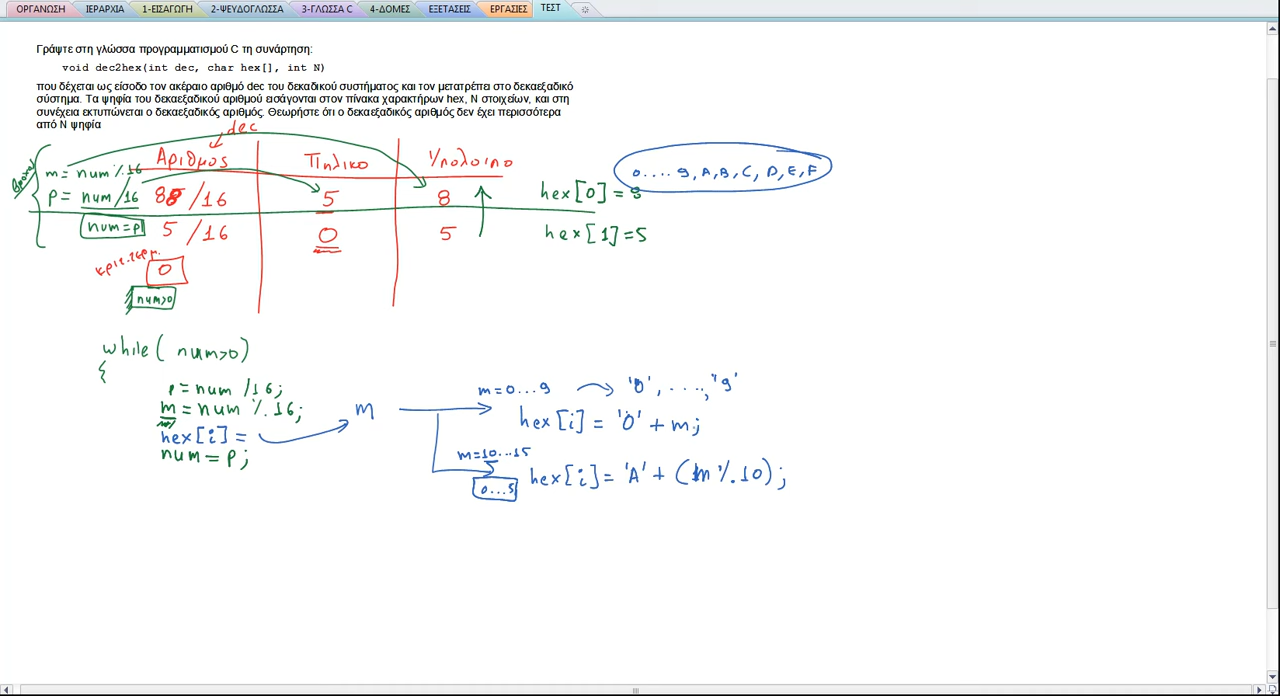 ΟΡΓΑΝΩΣΗ ΙΕΡΑΡΧΙΑ 1-ΕΙΣΑΓΩΓΗ 2-ΨΕΥΔΟΓΛΩΣΣΑ 3-ΓΛΩΣΣΑ C 4-ΔΟΜΕΣ ΕΞΕΤΑΣΕΙΣ ΕΡΓΑΣΙΕΣ ΤΕΣΤ
Γράψτε στη γλώσσα προγραμματισμού C τη συνάρτηση:
void dec2hex(int dec, char hex[], int N)
που δέχεται ως είσοδο τον ακέραιο αριθμό dec του δεκαδικού συστήματος και τον μετατρέπει στο δεκαεξαδικό
σύστημα. Τα ψηφία του δεκαεξαδικού αριθμού εισάγονται στον πίνακα χαρακτήρων hex, N στοιχείων, και στη
συνέχεια εκτυπώνεται ο δεκαεξαδικός αριθμός. Θεωρήστε ότι ο δεκαεξαδικός αριθμός δεν έχει περισσότερα
από N ψηφία
dec
Αριθμος Πηλικο Υπολοιπο
0....9, A, B, C, D, E, F
βροχο
m = num %16
p = num/16 88/16 5 8 hex[0]=8
num=p 5/16 0 5 hex[1]=5
κριτ.τερμ.
0
num>0
while( num>0)
{
p = num /16;
m = num %16;
hex[i] =
num = p;
m
m=0...9 '0', ...., '9'
hex[i] = '0' + m;
m=10...15
0...5
hex[i] = 'A' + (m%10);